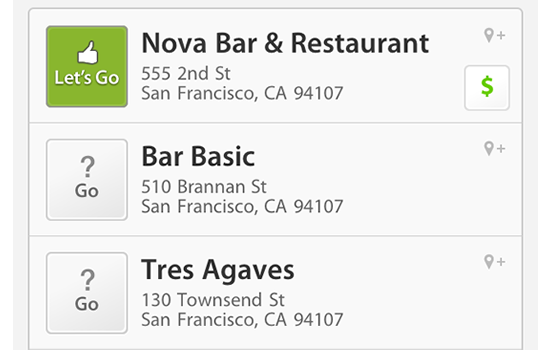 Let's Go
Nova Bar & Restaurant
555 2nd St
San Francisco, CA 94107
$
?
Go
Bar Basic
510 Brannan St
San Francisco, CA 94107
?
Go
Tres Agaves
130 Townsend St
San Francisco, CA 94107